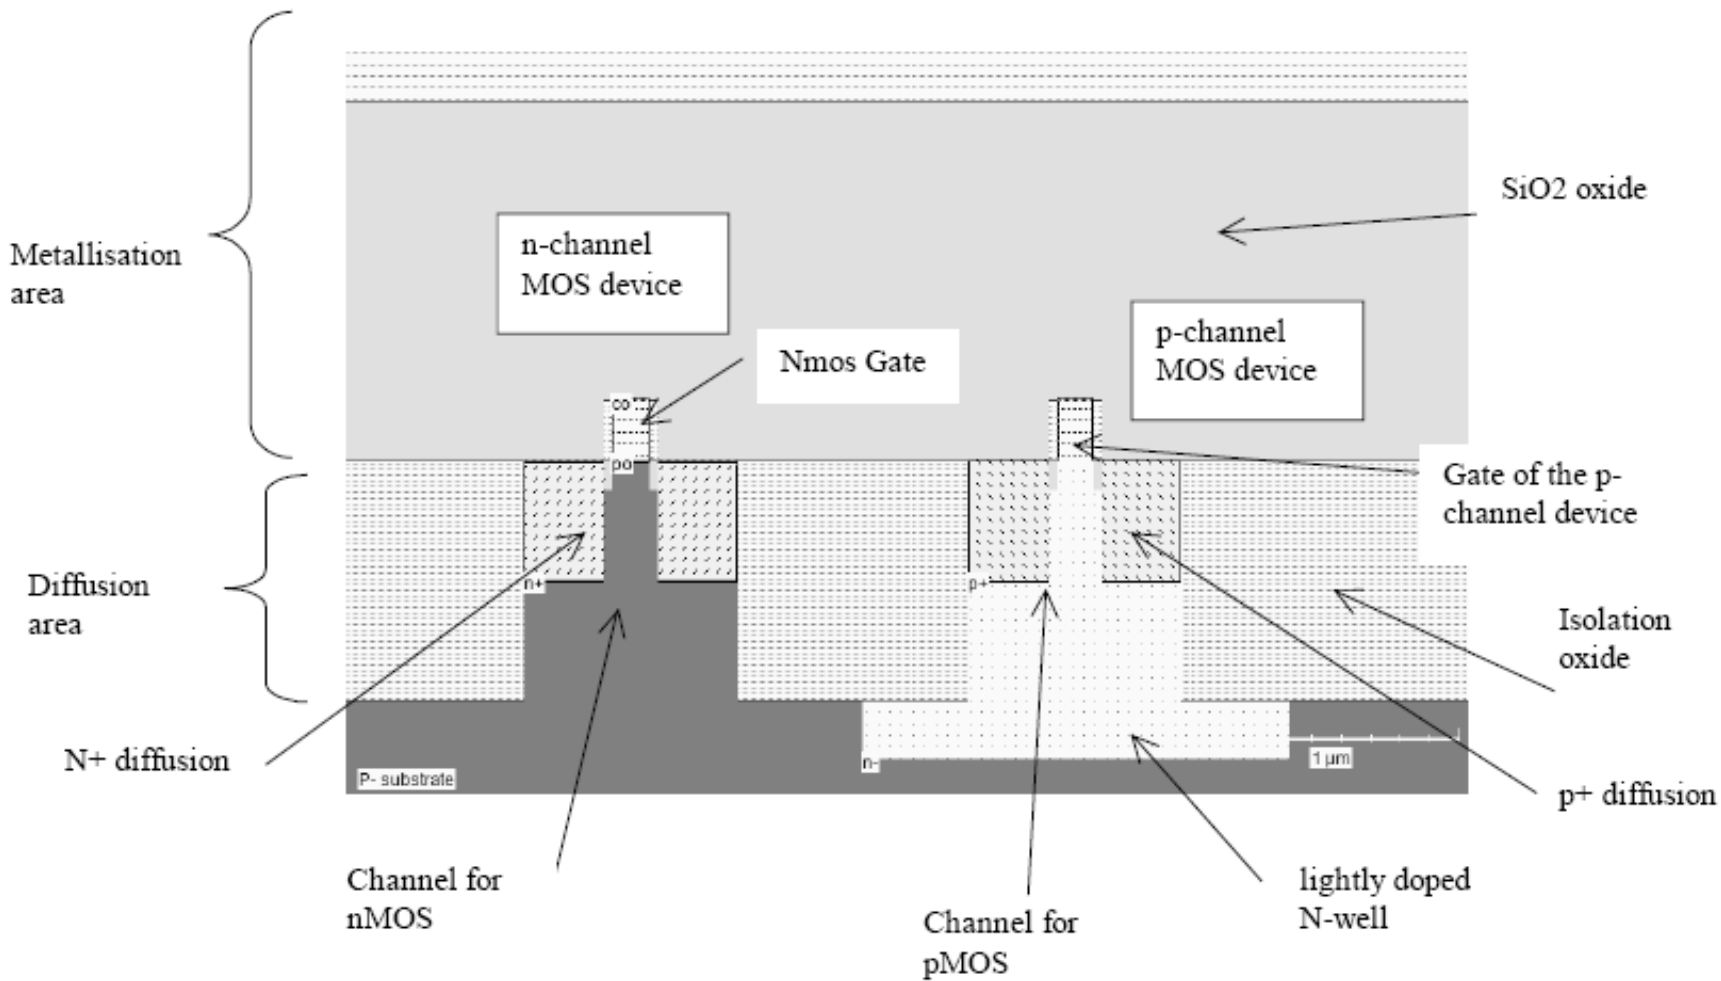 SiO2 oxide
n-channel
MOS device
Metallisation
area
p-channel
MOS device
Nmos Gate
co
po
Gate of the p-
channel device
Diffusion
area
n+
p+
Isolation
oxide
N+ diffusion
P- substrate
n-
1 µm
p+ diffusion
Channel for
nMOS
lightly doped
N-well
Channel for
pMOS